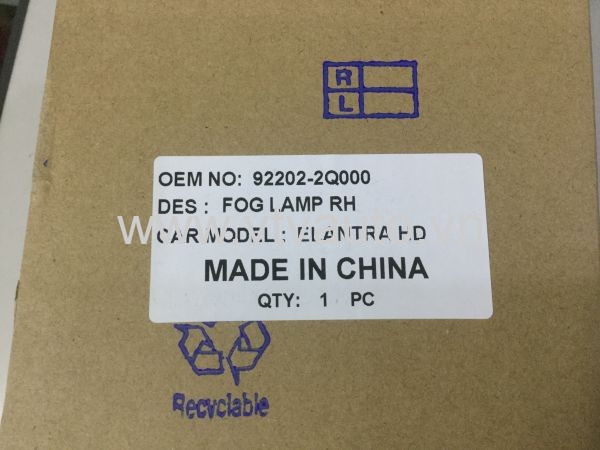 R
L
OEM NO: 92202-2Q000
DES : FOG LAMP RH
CAR MODEL : ELANTRA HD
MADE IN CHINA
QTY: 1 PC
Recyclable